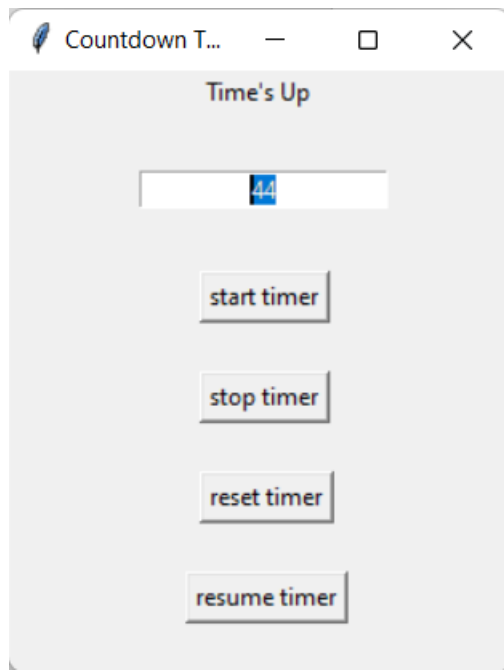 Countdown T...
Time's Up
44
start timer
stop timer
reset timer
resume timer